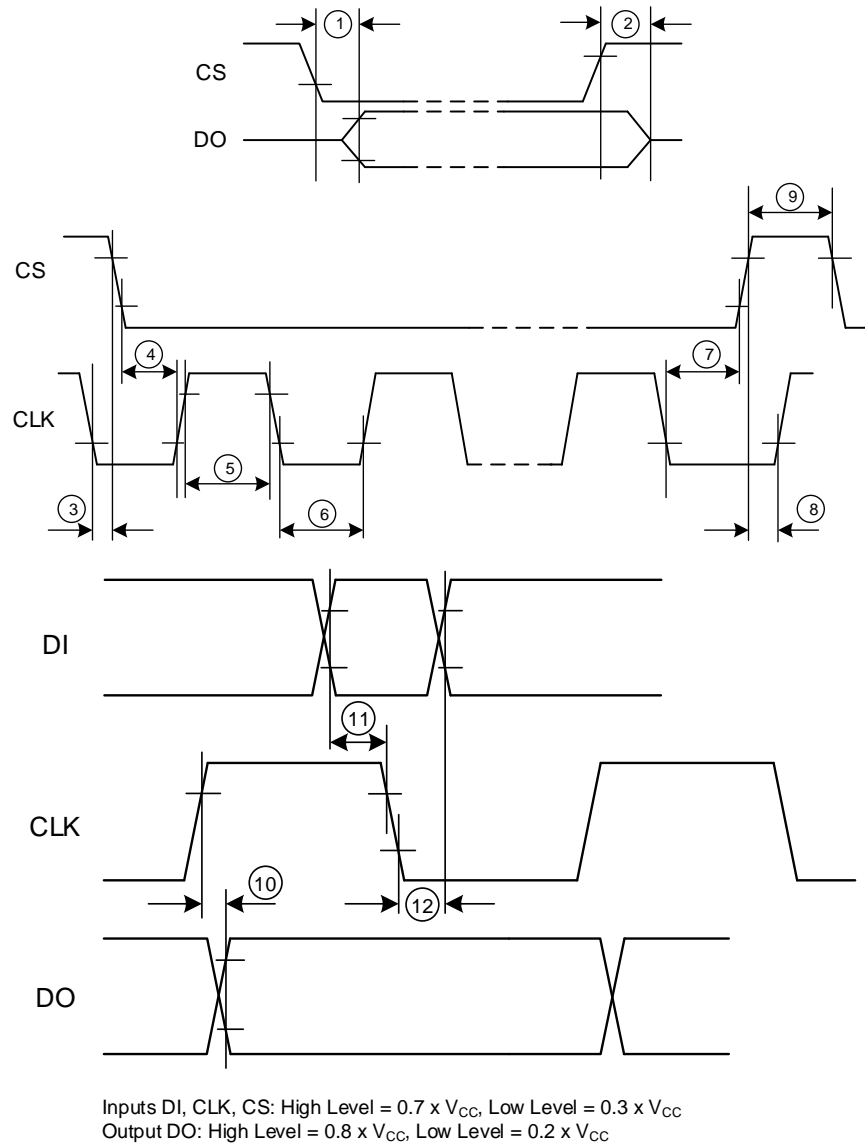 1
2
CS
DO
9
CS
4
7
CLK
5
3
6
8
DI
11
CLK
10
12
DO
Inputs DI, CLK, CS: High Level = 0.7 x VCC, Low Level = 0.3 x VCC
Output DO: High Level = 0.8 x VCC, Low Level = 0.2 x VCC